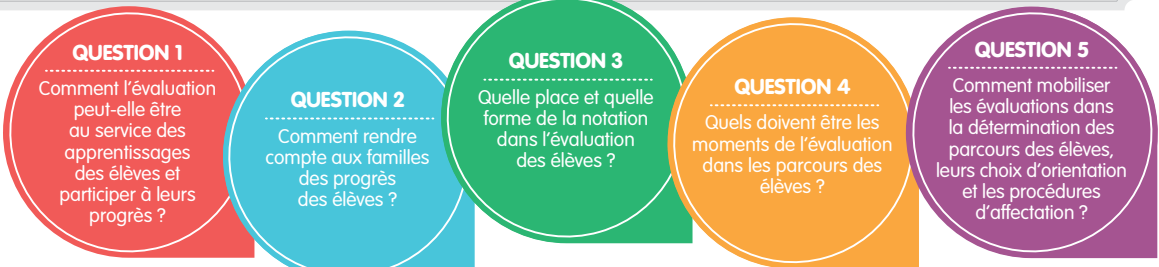 QUESTION 1
Comment l'évaluation
peut-elle être
au service des
apprentissages
des élèves et
participer à leurs
progrès ?
QUESTION 2
Comment rendre
compte aux familles
des progrès
des élèves ?
QUESTION 3
Quelle place et quelle
forme de la notation
dans l'évaluation
des élèves ?
QUESTION 4
Quels doivent être les
moments de l'évaluation
dans les parcours des
élèves ?
QUESTION 5
Comment mobiliser
les évaluations dans
la détermination des
parcours des élèves,
leurs choix d'orientation
et les procédures
d'affectation ?